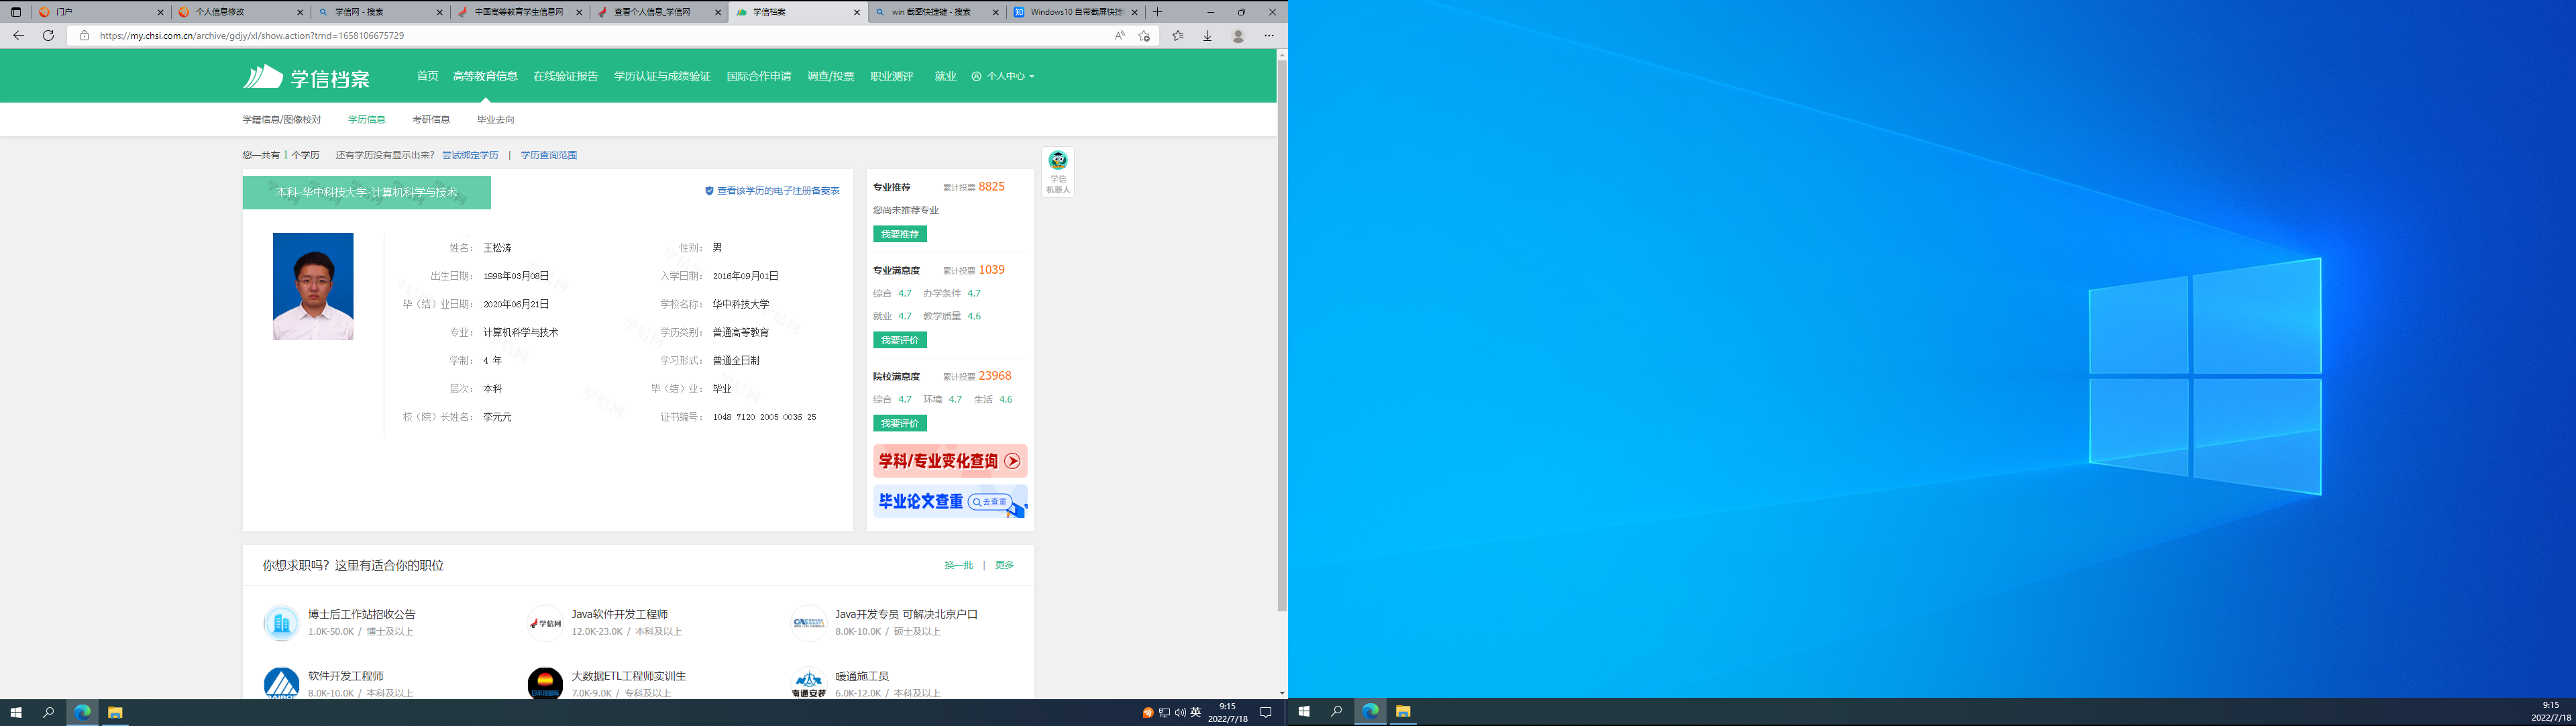 门户
个人信息修改
学信网 - 搜索
中国高等教育学生信息网
查看个人信息_学信网
学信档案
win 截图快捷键 - 搜索
Windows10 自带截屏快捷
https://my.chsi.com.cn/archive/gdjy/xl/show.action?trnd=1658106675729
学信档案 首页 高等教育信息 在线验证报告 学历认证与成绩验证 国际合作申请 调查/投票 职业测评 就业 个人中心
学籍信息/图像校对 学历信息 考研信息 毕业去向
您一共有 1 个学历 还有学历没有显示出来? 尝试绑定学历 | 学历查询范围
本科-华中科技大学-计算机科学与技术
查看该学历的电子注册备案表
姓名: 王松涛 性别: 男
出生日期: 1998年03月08日 入学日期: 2016年09月01日
毕（结）业日期: 2020年06月21日 学校名称: 华中科技大学
专业: 计算机科学与技术 学历类别: 普通高等教育
学制: 4 年 学习形式: 普通全日制
层次: 本科 毕（结）业: 毕业
校（院）长姓名: 李元元 证书编号: 1048 7120 2005 0036 25
专业推荐 累计投票 8825
您尚未推荐专业
我要推荐
专业满意度 累计投票 1039
综合 4.7 办学条件 4.7
就业 4.7 教学质量 4.6
我要评价
院校满意度 累计投票 23968
综合 4.7 环境 4.7 生活 4.6
我要评价
学科/专业变化查询
毕业论文查重 去查重
学信
机器人
你想求职吗？这里有适合你的职位 换一批 | 更多
博士后工作站招收公告
1.0K-50.0K / 博士及以上
学信网
Java软件开发工程师
12.0K-23.0K / 本科及以上
Java开发专员 可解决北京户口
8.0K-10.0K / 硕士及以上
软件开发工程师
8.0K-10.0K / 本科及以上
大数据ETL工程师实训生
7.0K-9.0K / 专科及以上
南通安装
暖通施工员
6.0K-12.0K / 本科及以上
英
9:15
2022/7/18
9:15
2022/7/18